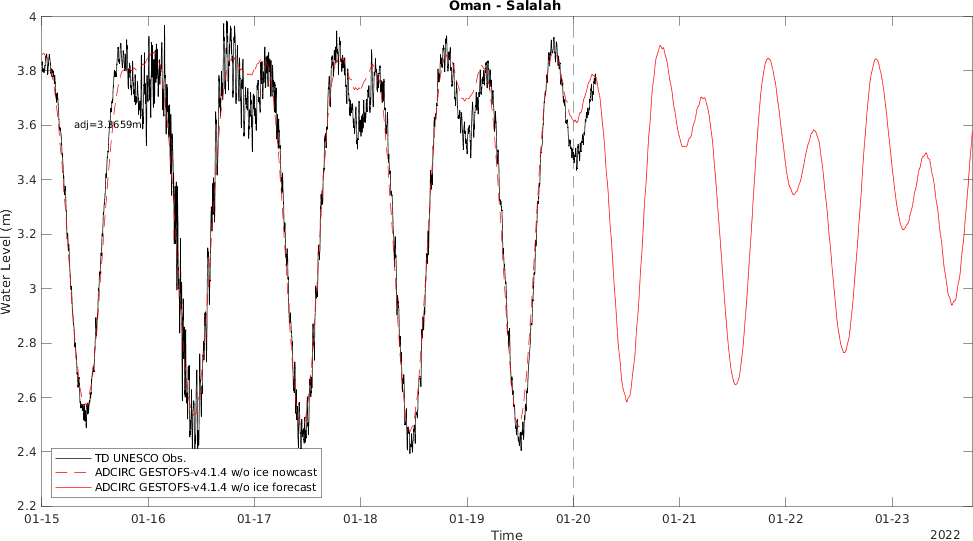 Oman - Salalah
4
3.8
3.6
3.4
3.2
3
2.8
2.6
2.4
2.2
Water Level (m)
adj=3.3659m
TD UNESCO Obs.
ADCIRC GESTOFS-v4.1.4 w/o ice nowcast
ADCIRC GESTOFS-v4.1.4 w/o ice forecast
01-15 01-16 01-17 01-18 01-19 01-20 01-21 01-22 01-23
Time
2022